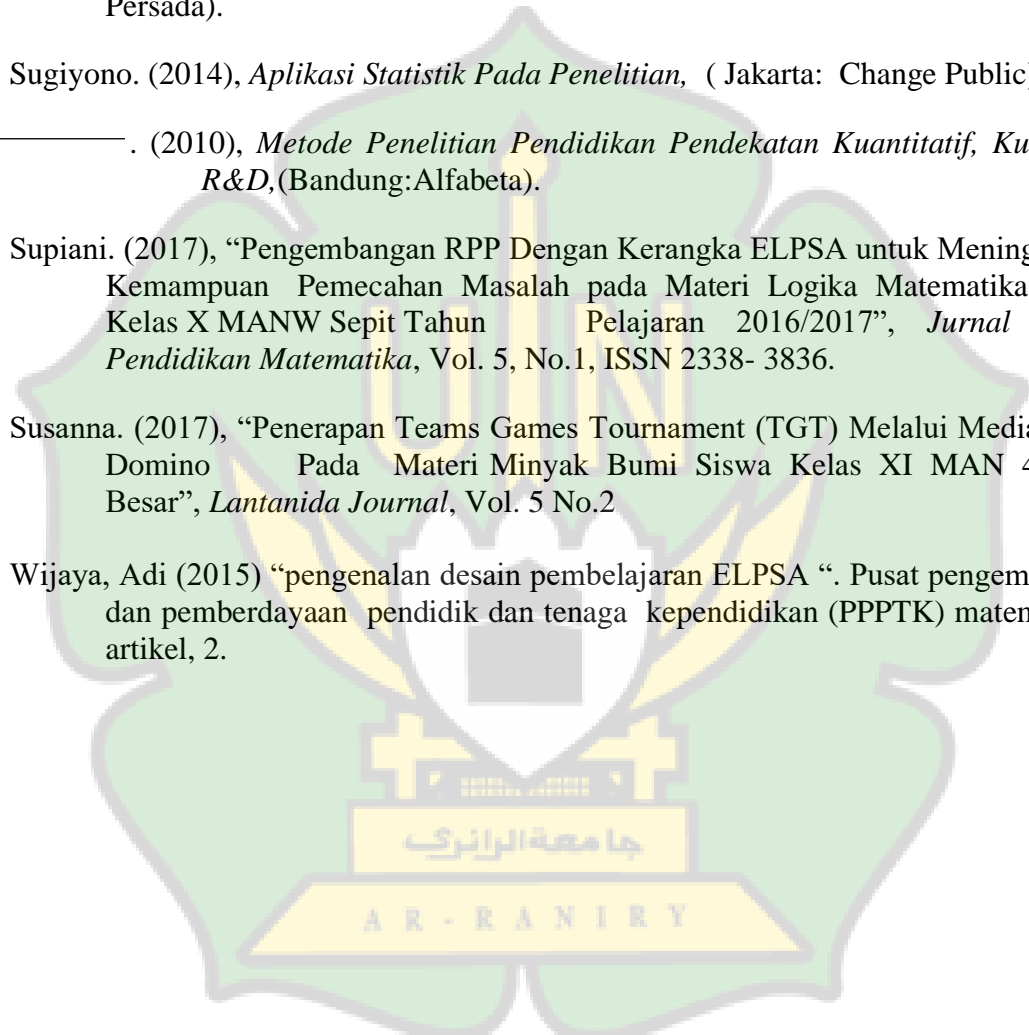 Persada).
Sugiyono. (2014), Aplikasi Statistik Pada Penelitian, ( Jakarta: Change Public)
. (2010), Metode Penelitian Pendidikan Pendekatan Kuantitatif,
R&D,(Bandung:Alfabeta).
Supiani. (2017), “Pengembangan RPP Dengan Kerangka ELPSA untuk
Kemampuan Pemecahan Masalah pada Materi Logika Matematika
Kelas X MANW Sepit Tahun Pelajaran 2016/2017”, Jurnal
Pendidikan Matematika, Vol. 5, No.1, ISSN 2338- 3836.
Susanna. (2017), “Penerapan Teams Games Tournament (TGT) Melalui Media
Domino Pada Materi Minyak Bumi Siswa Kelas XI MAN 4
Besar”, Lantanida Journal, Vol. 5 No.2
Wijaya, Adi (2015) “pengenalan desain pembelajaran ELPSA “. Pusat
dan pemberdayaan pendidik dan tenaga kependidikan (PPPTK)
artikel, 2.
UIN
جامعة الرانري
AR-RANIRY